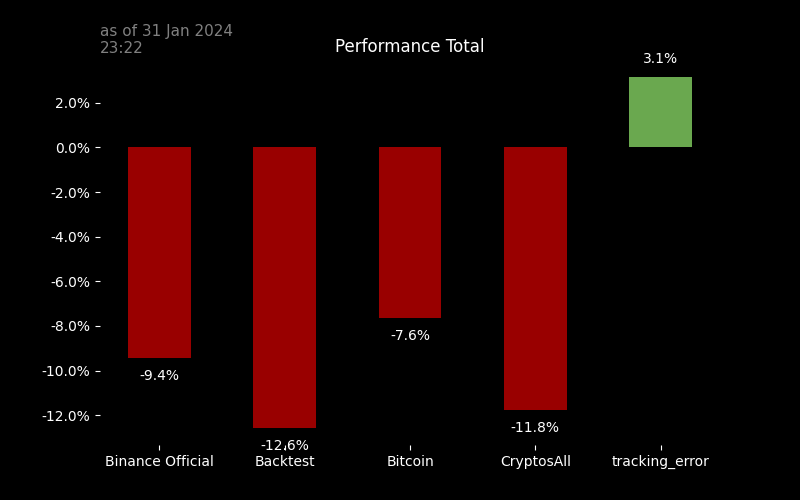 as of 31 Jan 2024
23:22
Performance Total
3.1%
2.0%
0.0%
-2.0%
-4.0%
-6.0%
-8.0%
-10.0%
-12.0%
-9.4%
-12.6%
-7.6%
-11.8%
Binance Official
Backtest
Bitcoin
CryptosAll
tracking_error